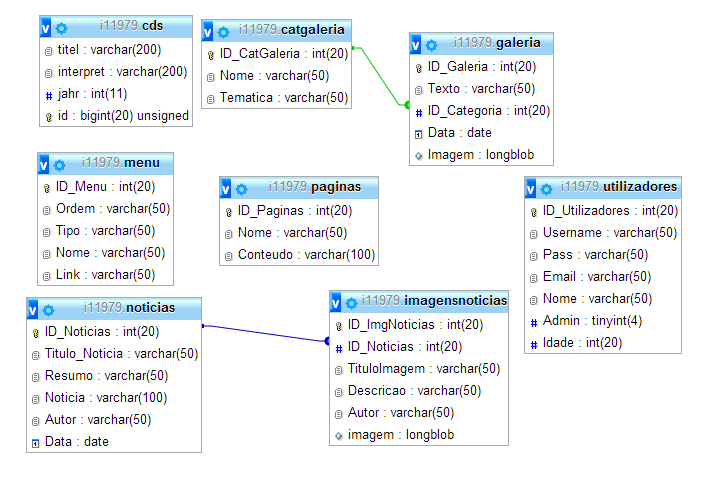 i11979.cds
titel : varchar(200)
interpret : varchar(200)
jahr : int(11)
id : bigint(20) unsigned
i11979.catgaleria
ID_CatGaleria : int(20)
Nome : varchar(50)
Tematica : varchar(50)
i11979.galeria
ID_Galeria : int(20)
Texto : varchar(50)
ID_Categoria : int(20)
Data : date
Imagem : longblob
i11979.menu
ID_Menu : int(20)
Ordem : varchar(50)
Tipo : varchar(50)
Nome : varchar(50)
Link : varchar(50)
i11979.paginas
ID_Paginas : int(20)
Nome : varchar(50)
Conteudo : varchar(100)
i11979.utilizadores
ID_Utilizadores : int(20)
Username : varchar(50)
Pass : varchar(50)
Email : varchar(50)
Nome : varchar(50)
Admin : tinyint(4)
Idade : int(20)
i11979.noticias
ID_Noticias : int(20)
Titulo_Noticia : varchar(50)
Resumo : varchar(50)
Noticia : varchar(100)
Autor : varchar(50)
Data : date
i11979.imagensnoticias
ID_ImgNoticias : int(20)
ID_Noticias : int(20)
TituloImagem : varchar(50)
Descricao : varchar(50)
Autor : varchar(50)
imagem : longblob